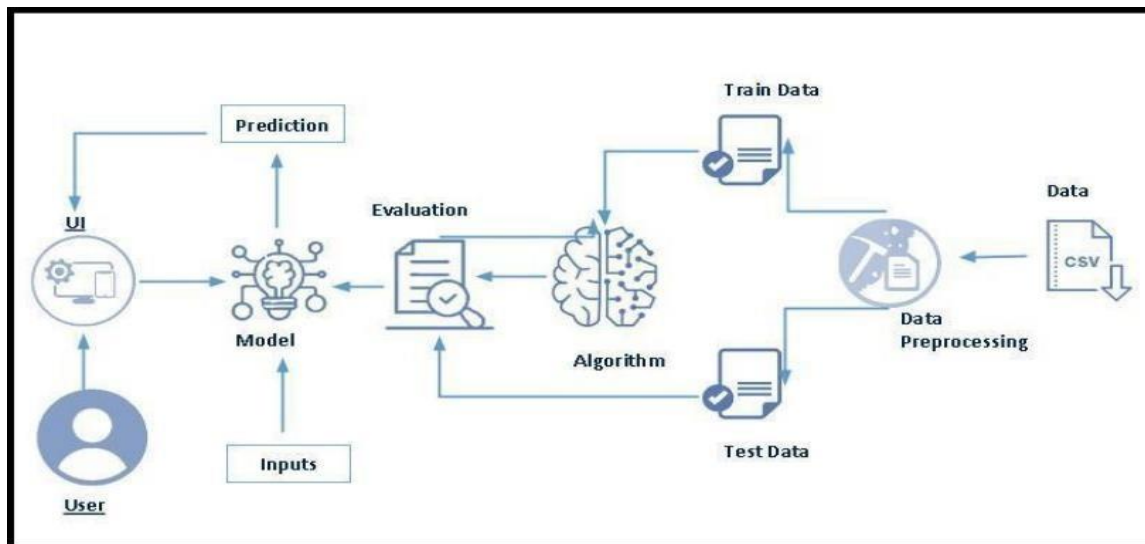 Train Data
Prediction
Data
Evaluation
UI
CSV
Model
Data
Preprocessing
Algorithm
Inputs
Test Data
User